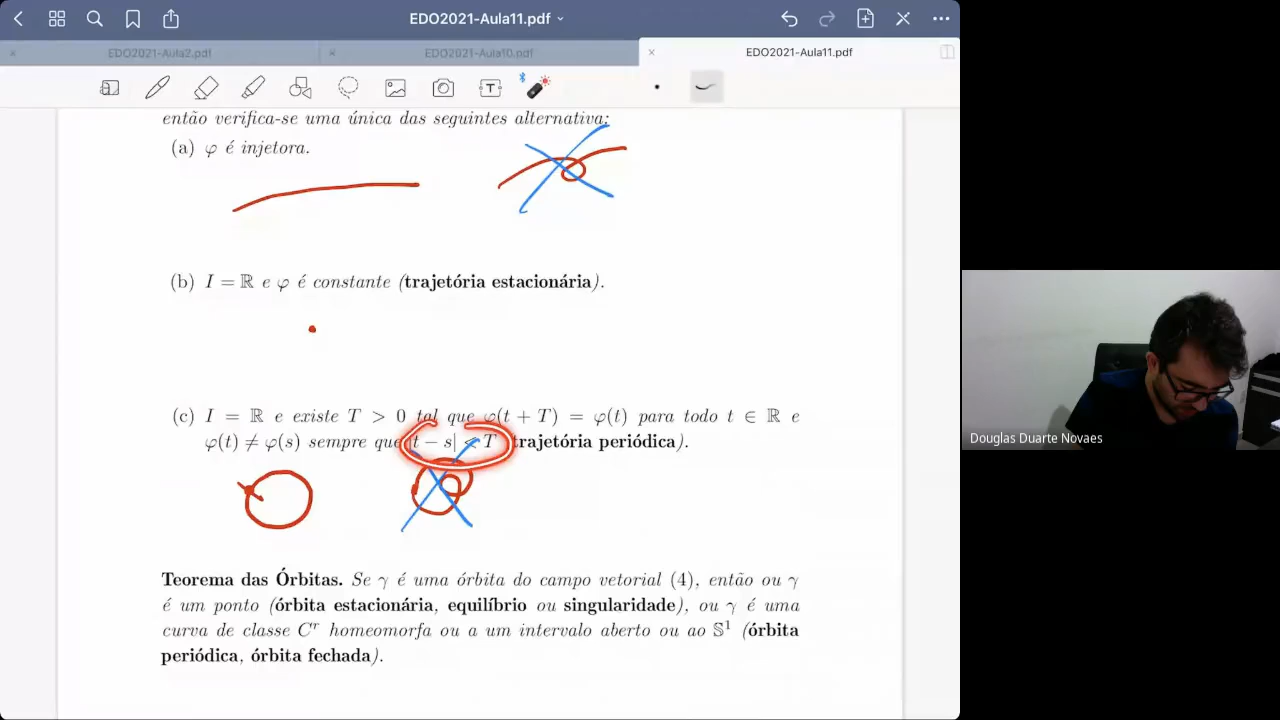 EDO2021-Aula11.pdf
EDO2021-Aula2.pdf
EDO2021-Aula10.pdf
EDO2021-Aula11.pdf
então verifica-se uma única das seguintes alternativa:
(a) φ é injetora.
(b) I = ℝ e φ é constante (trajetória estacionária).
(c) I = ℝ e existe T > 0 tal que φ(t + T) = φ(t) para todo t ∈ ℝ e
φ(t) ≠ φ(s) sempre que |t − s| < T (trajetória periódica).
Douglas Duarte Novaes
Teorema das Órbitas. Se γ é uma órbita do campo vetorial (4), então ou γ
é um ponto (órbita estacionária, equilíbrio ou singularidade), ou γ é uma
curva de classe Cʳ homeomorfa ou a um intervalo aberto ou ao 𝕊¹ (órbita
periódica, órbita fechada).